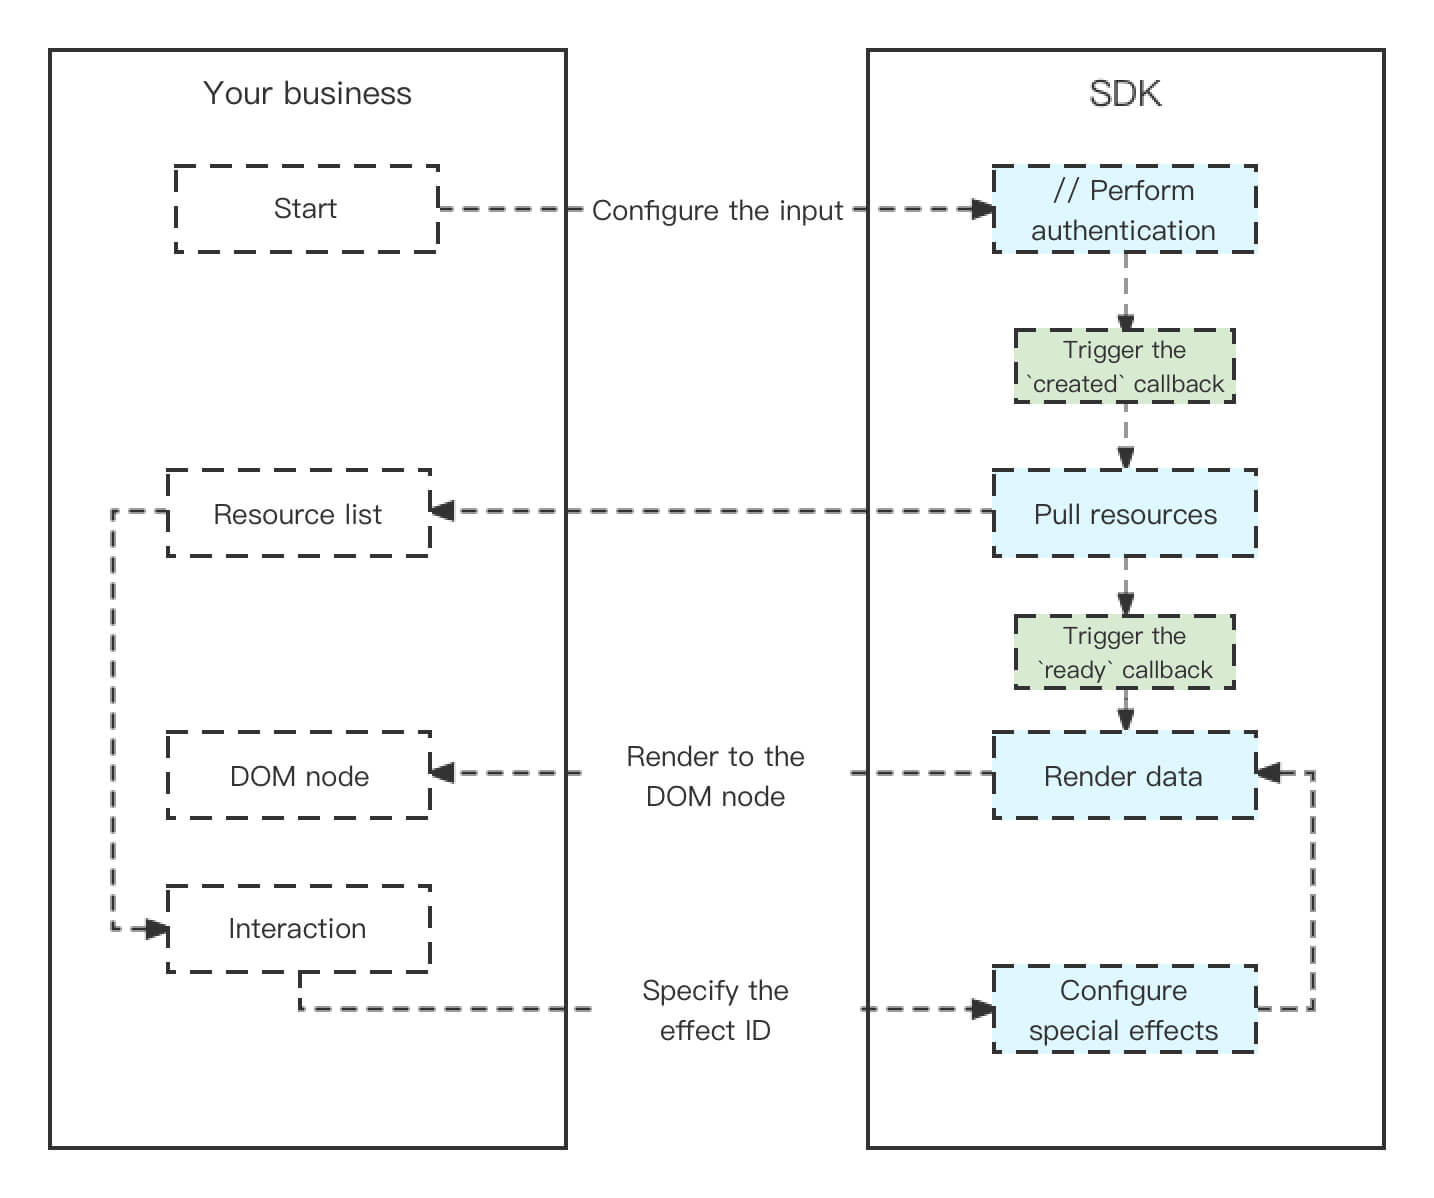 Your business
SDK
Start
Configure the input
// Perform
authentication
Trigger the
`created` callback
Resource list
Pull resources
Trigger the
`ready` callback
DOM node
Render to the
DOM node
Render data
Interaction
Specify the
effect ID
Configure
special effects